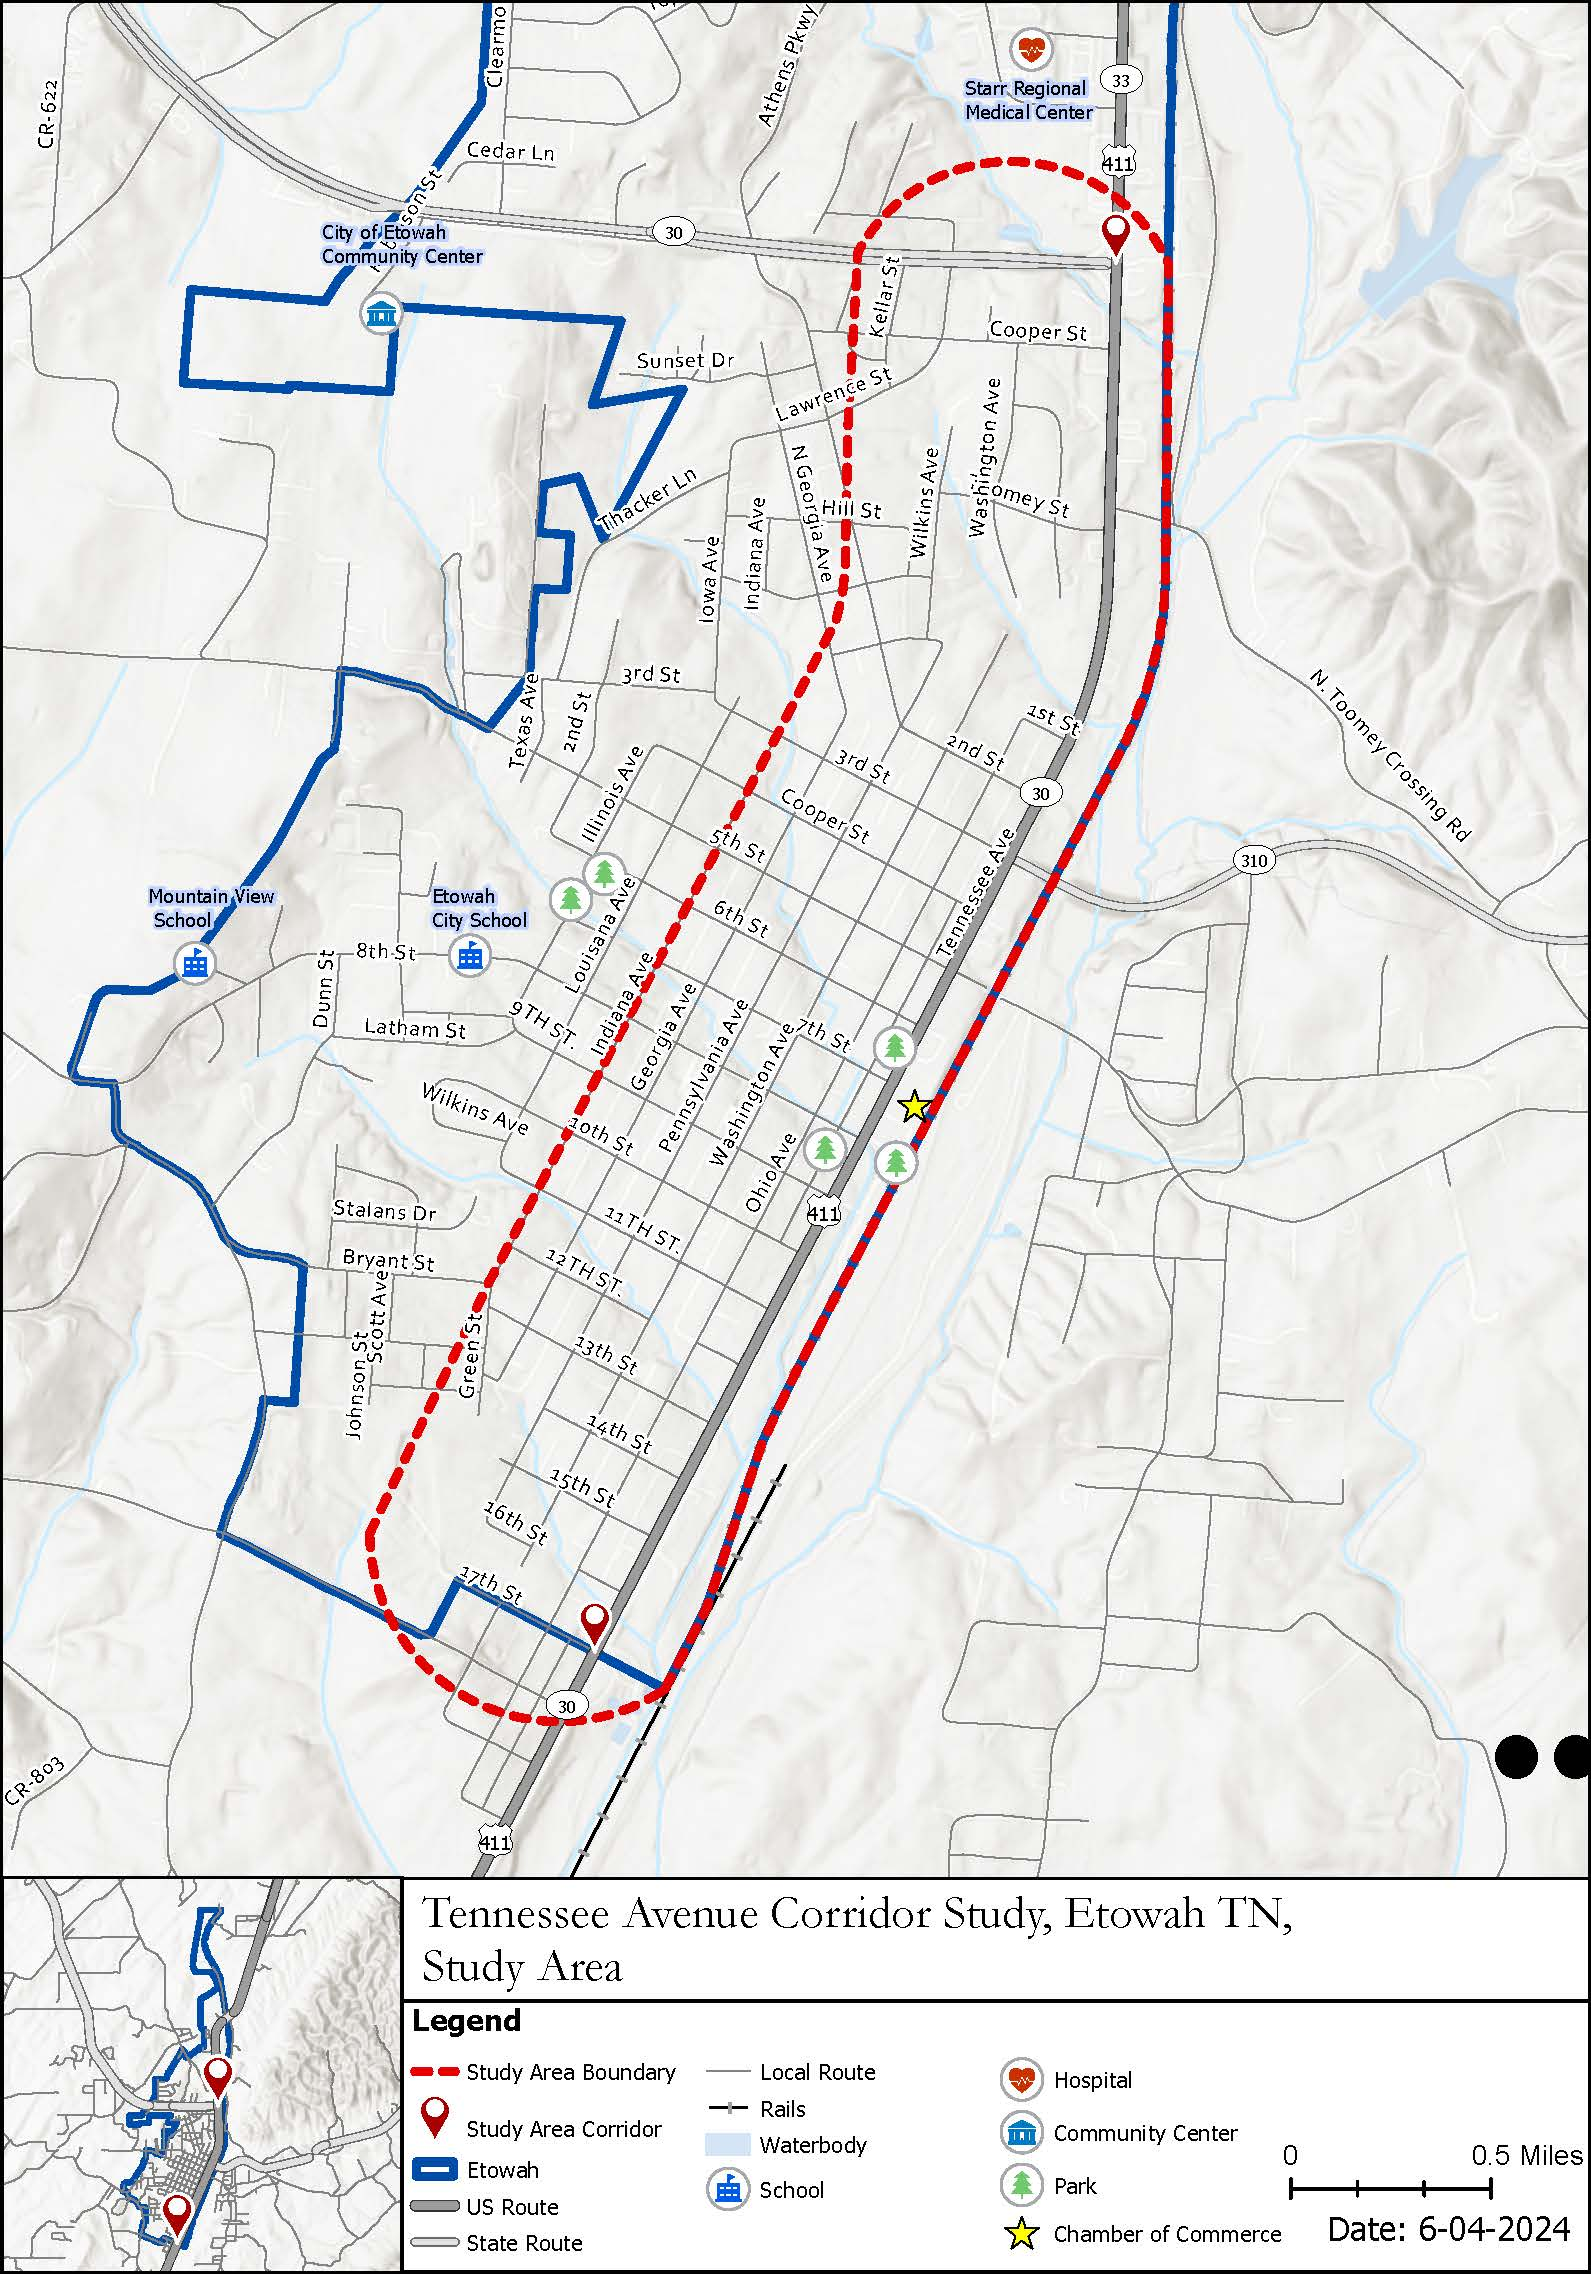 Clearmo
Athens Pkwy
CR-622
Starr Regional
Medical Center
33
411
Cedar Ln
City of Etowah
Community Center
30
Kellar St
Cooper St
Sunset Dr
Lawrence St
Washington Ave
N Georgia Ave
Wilkins Ave
Thacker Ln
Hill St
omey St
Indiana Ave
Iowa Ave
3rd St
Texas Ave
2nd St
N. Toomey Crossing Rd
1st St
2nd St
3rd St
Illinois Ave
30
Cooper St
5th St
Tennessee Ave
310
Mountain View
School
Etowah
City School
Louisana Ave
6th St
8th St
Dunn St
9TH ST.
Indiana Ave
Georgia Ave
Pennsylvania Ave
Washington Ave
7th St
Latham St
Wilkins Ave
10th St
Ohio Ave
411
Stalans Dr
11TH ST.
Bryant St
12TH ST.
Scott Ave
Johnson St
Green St
13th St
14th St
15th St
16th St
17th St
30
CR-803
411
Tennessee Avenue Corridor Study, Etowah TN,
Study Area
Legend
Study Area Boundary
Study Area Corridor
Etowah
US Route
State Route
Local Route
Rails
Waterbody
School
Hospital
Community Center
Park
Chamber of Commerce
0 0.5 Miles
Date: 6-04-2024